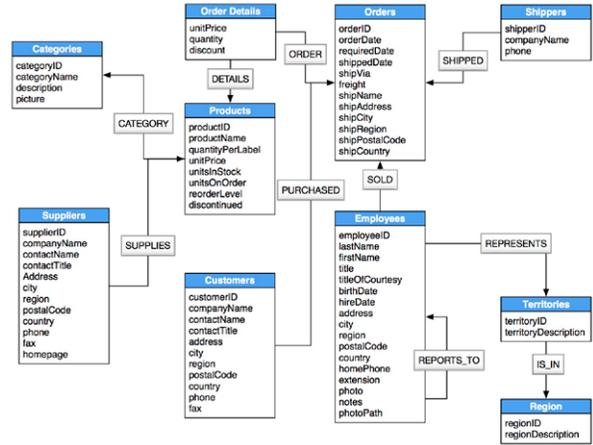 Order Details
unitPrice
quantity
discount
Orders
orderID
orderDate
requiredDate
shippedDate
shipVia
freight
shipName
shipAddress
shipCity
shipRegion
shipPostalCode
shipCountry
Shippers
shipperID
companyName
phone
Categories
categoryID
categoryName
description
picture
ORDER
SHIPPED
DETAILS
CATEGORY
Products
productID
productName
quantityPerLabel
unitPrice
unitsInStock
unitsOnOrder
reorderLevel
discontinued
PURCHASED
SOLD
Suppliers
supplierID
companyName
contactName
contactTitle
Address
city
region
postalCode
country
phone
fax
homepage
SUPPLIES
Customers
customerID
companyName
contactName
contactTitle
address
city
region
postalCode
country
phone
fax
Employees
employeeID
lastName
firstName
title
titleOfCourtesy
birthDate
hireDate
address
city
region
postalCode
country
homePhone
extension
photo
notes
photoPath
REPRESENTS
REPORTS_TO
Territories
territoryID
territoryDescription
IS_IN
Region
regionID
regionDescription